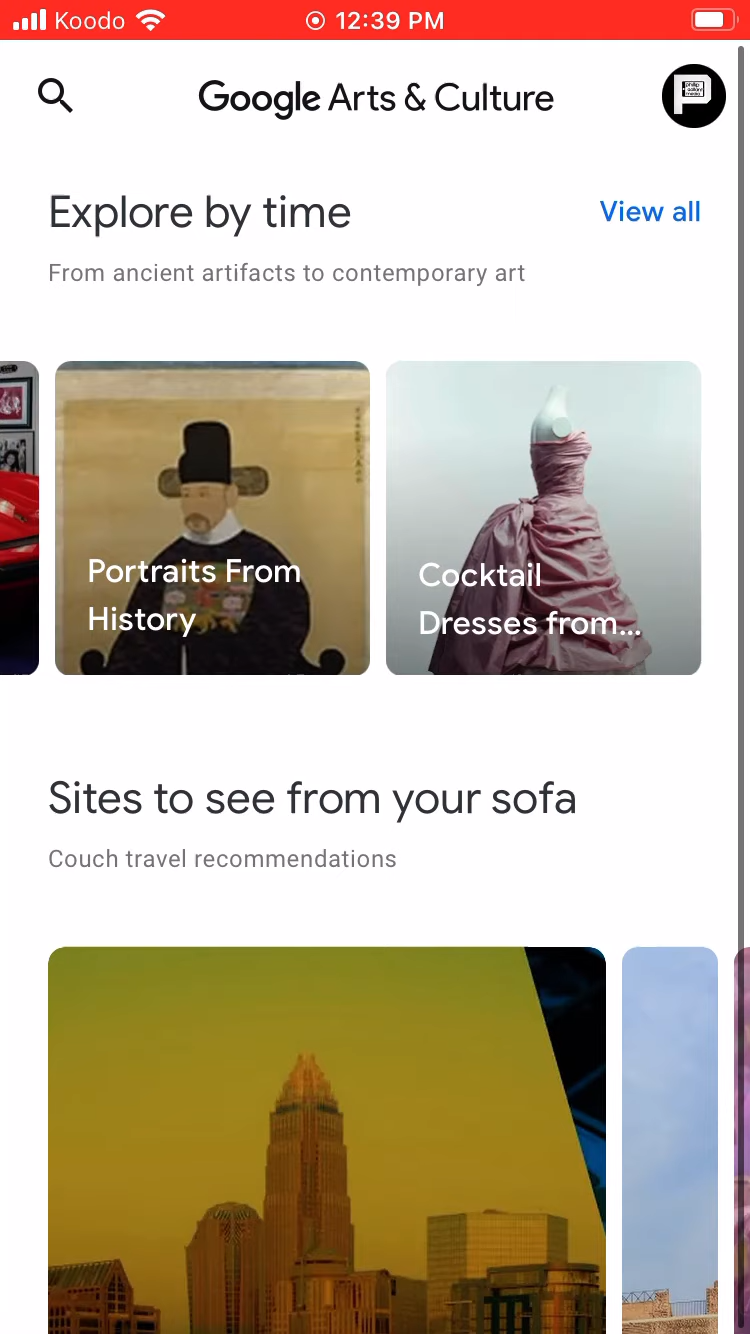 Koodo
12:39 PM
Google Arts & Culture
Explore by time
View all
From ancient artifacts to contemporary art
Portraits From
History
Cocktail
Dresses from...
Sites to see from your sofa
Couch travel recommendations